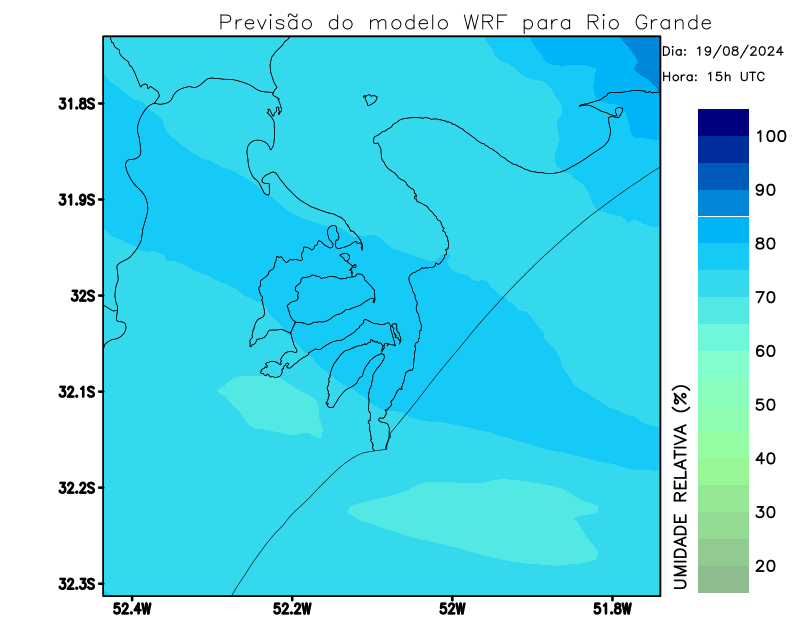 Previsão do modelo WRF para Rio Grande
Dia: 19/08/2024
Hora: 15h UTC
31.8S
31.9S
32S
32.1S
32.2S
32.3S
52.4W
52.2W
52W
51.8W
100
90
80
70
60
50
40
30
20
UMIDADE RELATIVA (%)